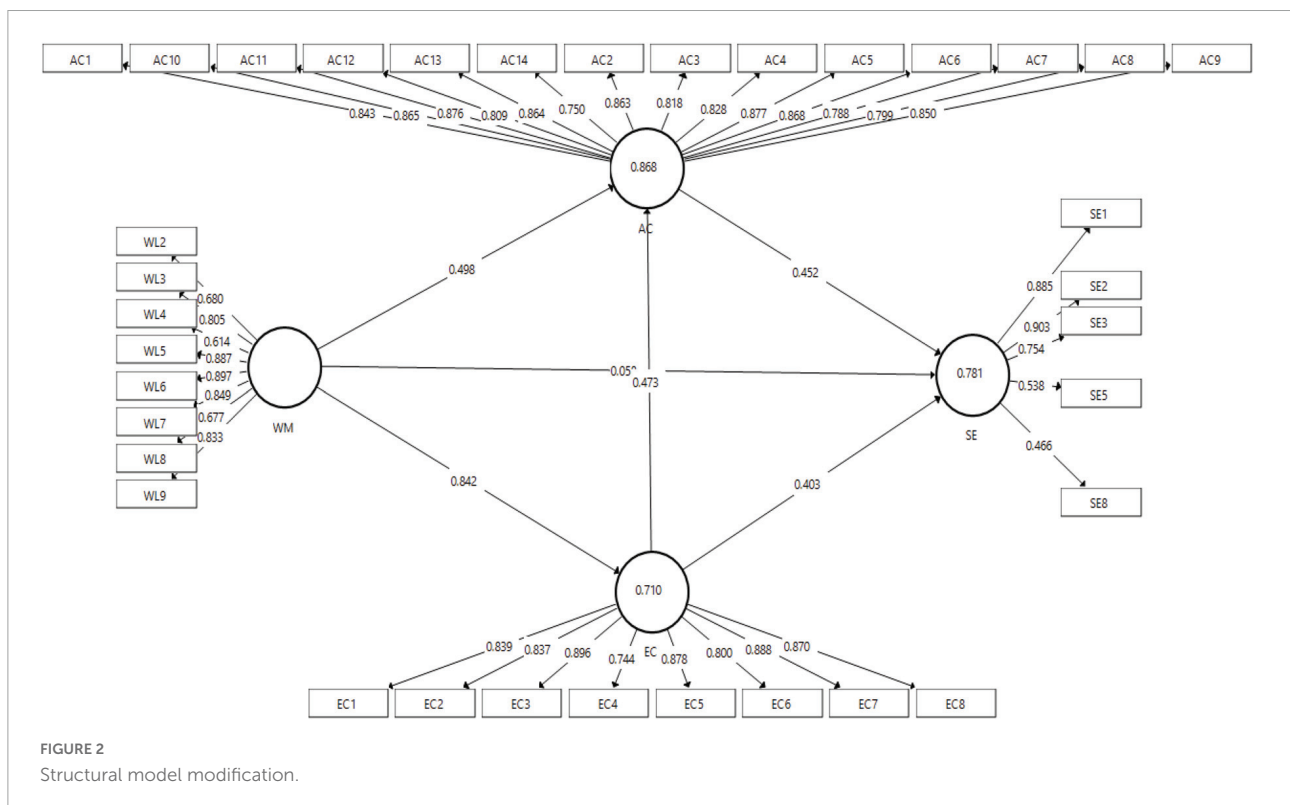 AC1 AC10 AC11 AC12 AC13 AC14 AC2 AC3 AC4 AC5 AC6 AC7 AC8 AC9
0.843 0.865 0.876 0.809 0.864 0.750 0.863 0.818 0.828 0.877 0.868 0.788 0.799 0.850
0.868
AC
WL2
WL3
WL4
WL5
WL6
WL7
WL8
WL9
0.680
0.805
0.614
0.887
0.897
0.849
0.677
0.833
WM
0.498
0.452
0.473
0.842
0.403
SE1
SE2
SE3
SE5
SE8
0.885
0.903
0.754
0.538
0.466
0.781
SE
0.710
EC
0.839 0.837 0.896 0.744 0.878 0.800 0.888 0.870
EC1 EC2 EC3 EC4 EC5 EC6 EC7 EC8
FIGURE 2
Structural model modification.